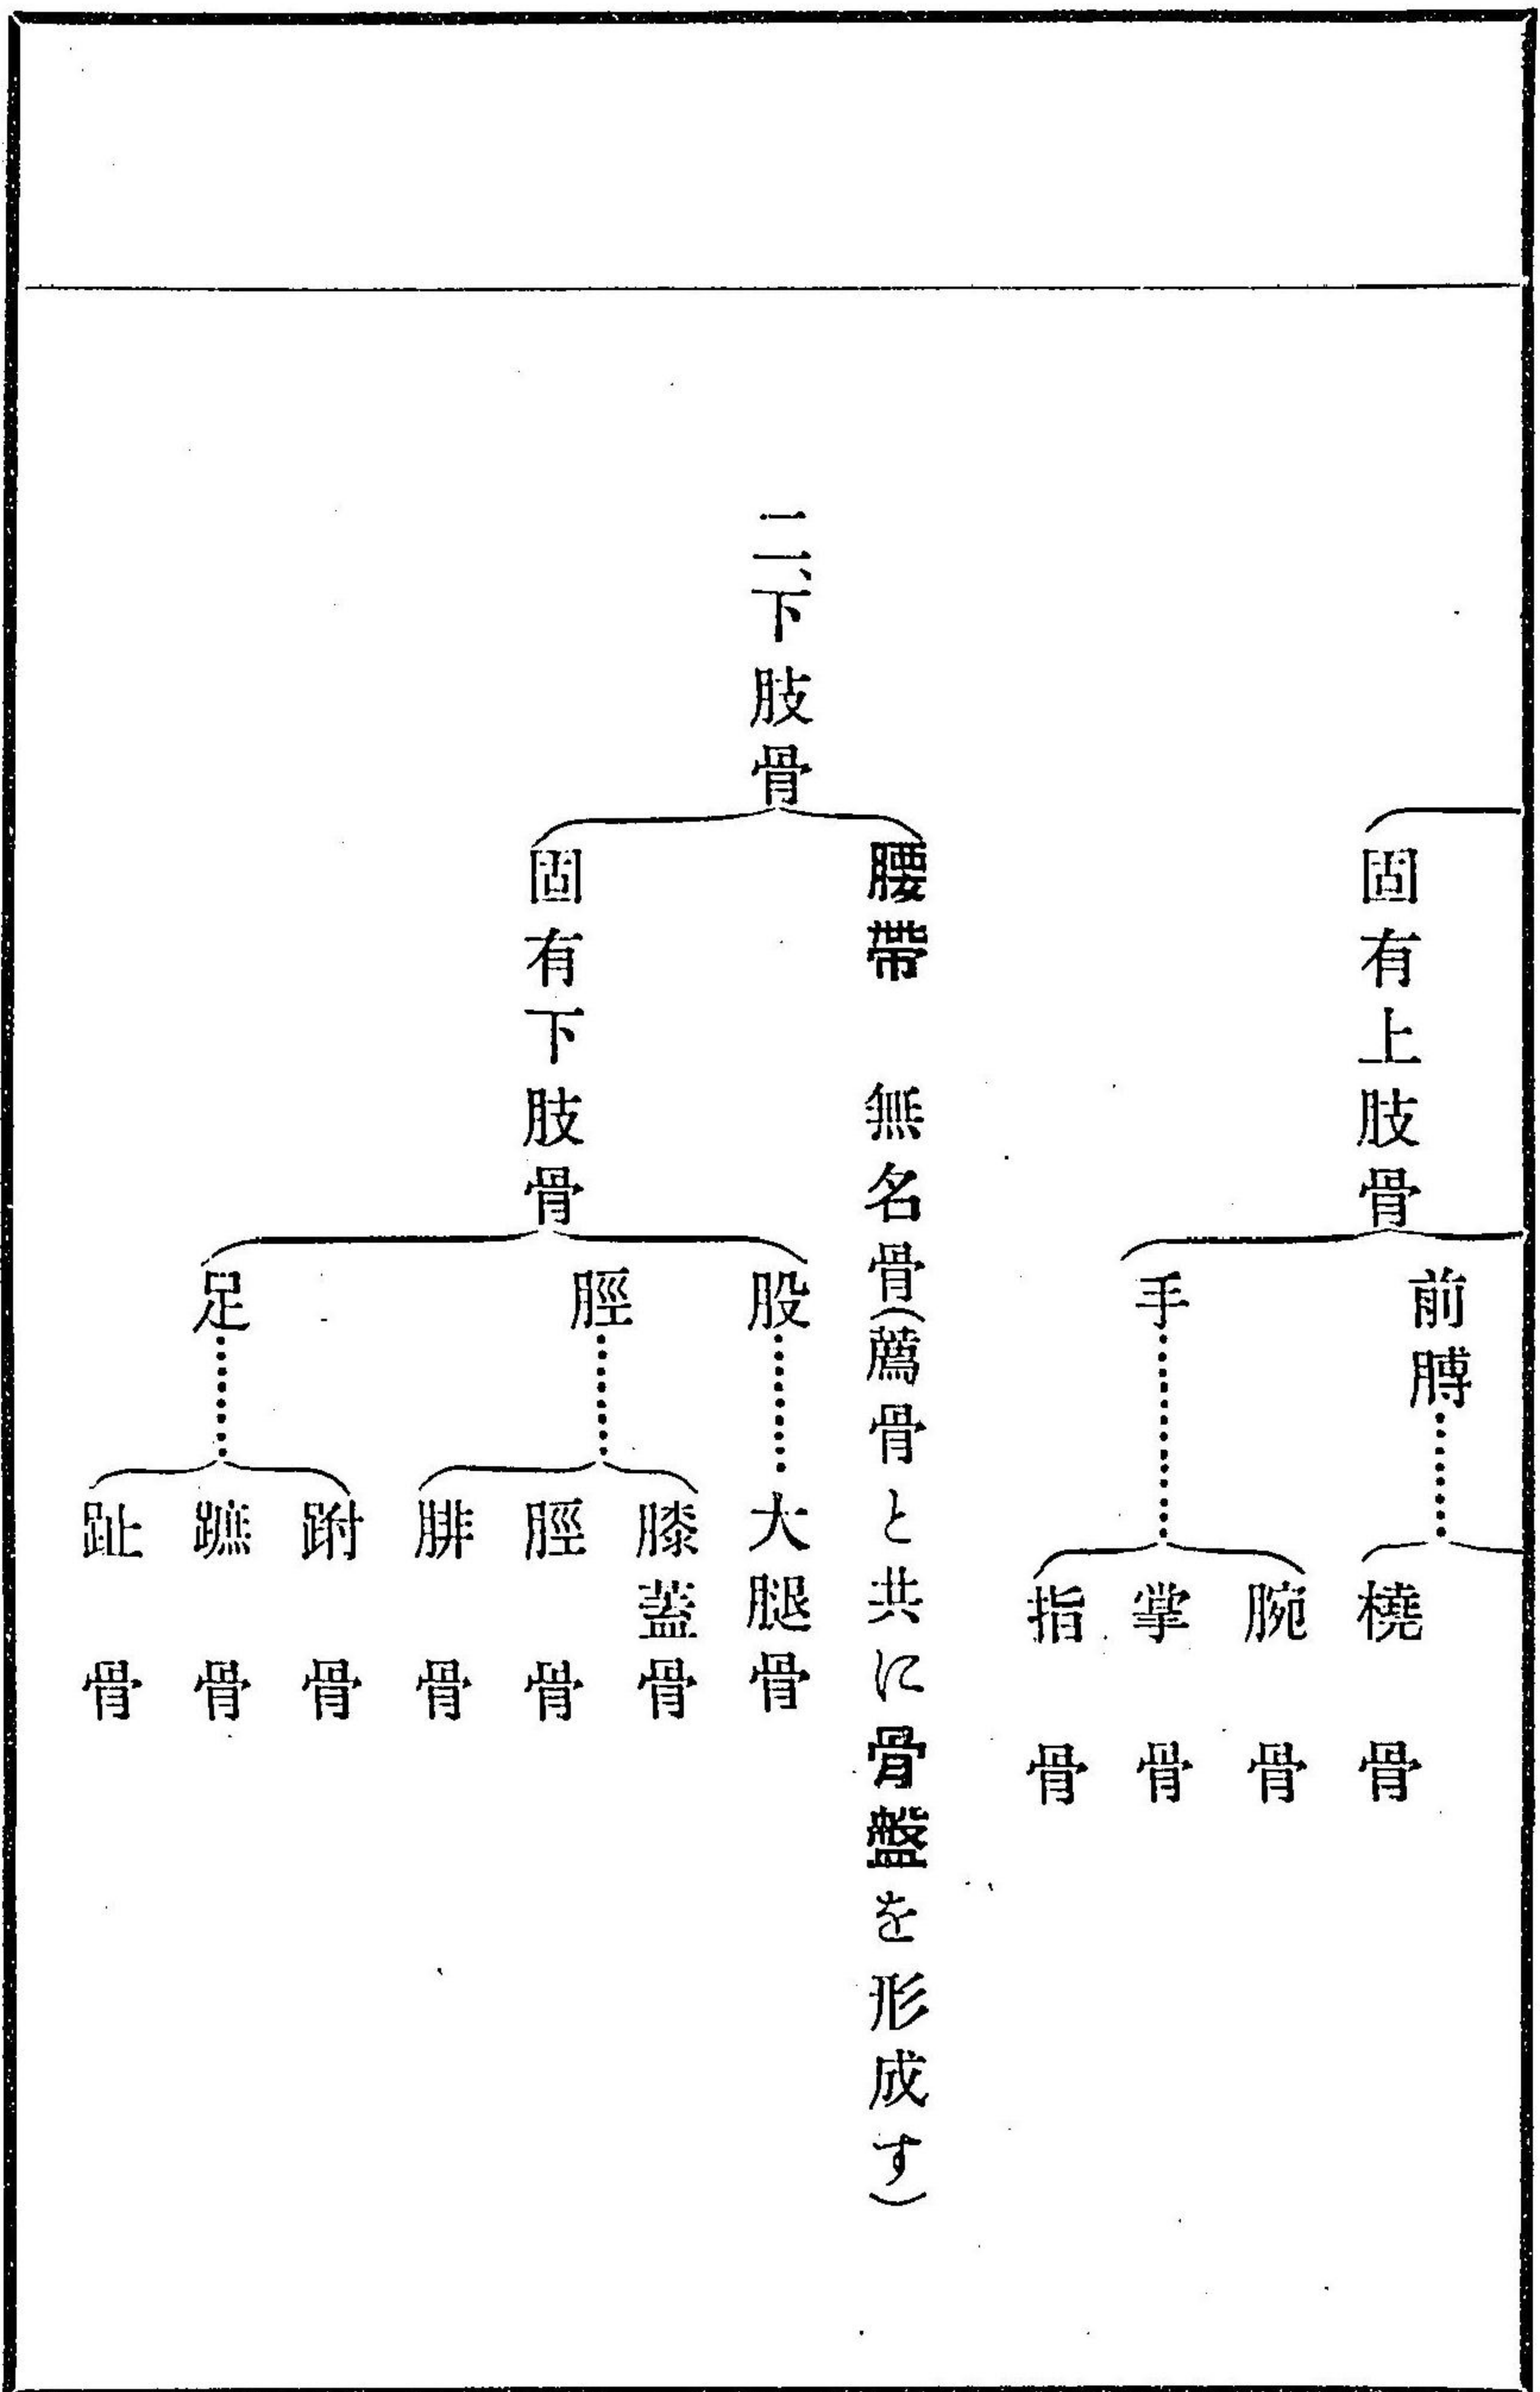 固有上肢骨
前膊
橈骨
手
腕骨
掌骨
指骨
二、下肢骨
腰帶 無名骨(薦骨と共に骨盤を形成す)
固有下肢骨
股
大腿骨
脛
膝蓋骨
脛骨
腓骨
足
跗骨
蹠骨
趾骨